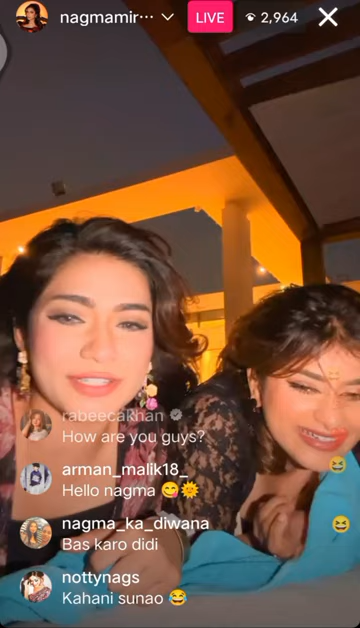 nagmamir...
LIVE
2,964
rabeecakhan
How are you guys?
arman_malik18_
Hello nagma 😋🌞
nagma_ka_diwana
Bas karo didi
nottynags
Kahani sunao 😂